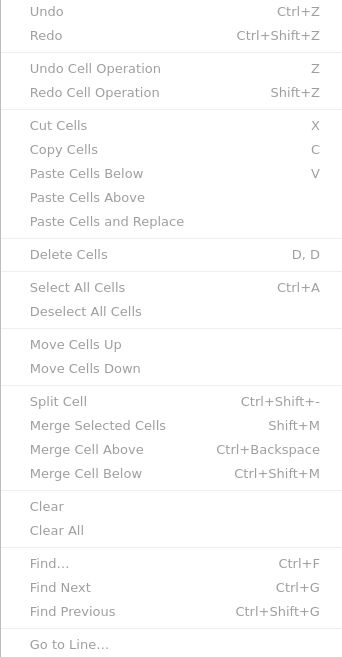 Undo Ctrl+Z
Redo Ctrl+Shift+Z
Undo Cell Operation Z
Redo Cell Operation Shift+Z
Cut Cells X
Copy Cells C
Paste Cells Below V
Paste Cells Above
Paste Cells and Replace
Delete Cells D, D
Select All Cells Ctrl+A
Deselect All Cells
Move Cells Up
Move Cells Down
Split Cell Ctrl+Shift+-
Merge Selected Cells Shift+M
Merge Cell Above Ctrl+Backspace
Merge Cell Below Ctrl+Shift+M
Clear
Clear All
Find… Ctrl+F
Find Next Ctrl+G
Find Previous Ctrl+Shift+G
Go to Line…